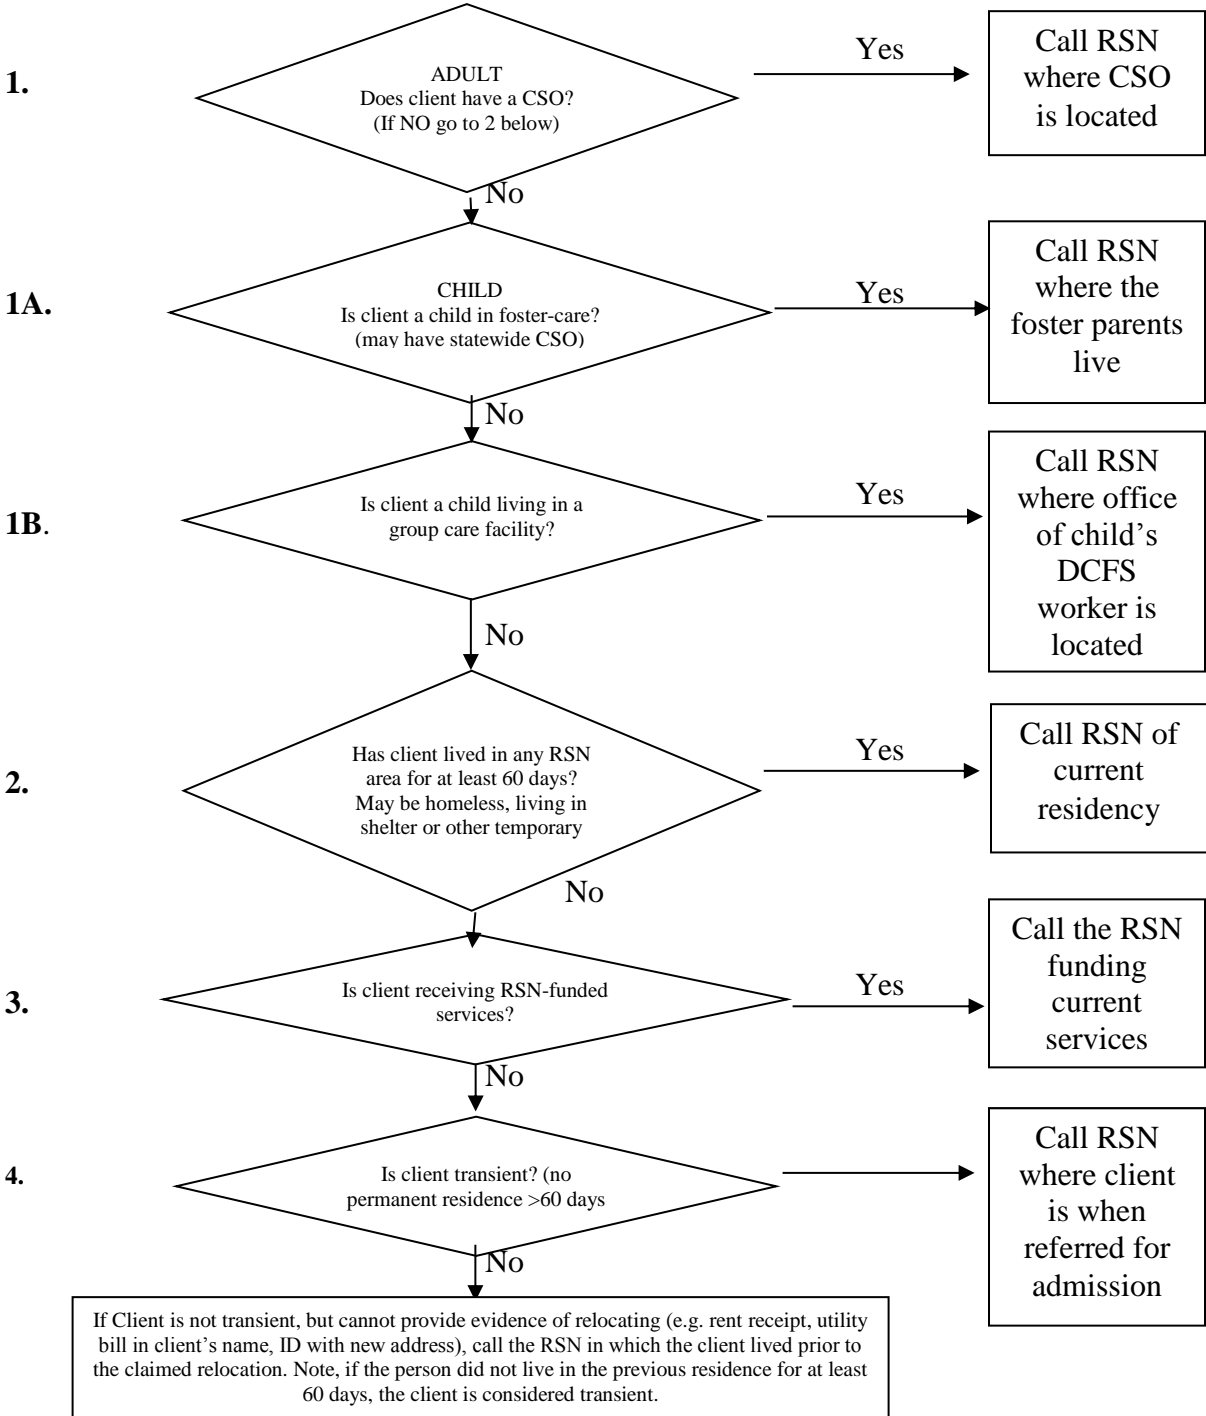 1.
ADULT
Does client have a CSO?
(If NO go to 2 below)
Yes
Call RSN
where CSO
is located
No
1A.
CHILD
Is client a child in foster-care?
(may have statewide CSO)
Yes
Call RSN
where the
foster parents
live
No
1B.
Is client a child living in a
group care facility?
Yes
Call RSN
where office
of child’s
DCFS
worker is
located
No
2.
Has client lived in any RSN
area for at least 60 days?
May be homeless, living in
shelter or other temporary
Yes
Call RSN of
current
residency
No
3.
Is client receiving RSN-funded
services?
Yes
Call the RSN
funding
current
services
No
4.
Is client transient? (no
permanent residence >60 days
Call RSN
where client
is when
referred for
admission
No
If Client is not transient, but cannot provide evidence of relocating (e.g. rent receipt, utility
bill in client’s name, ID with new address), call the RSN in which the client lived prior to
the claimed relocation. Note, if the person did not live in the previous residence for at least
60 days, the client is considered transient.